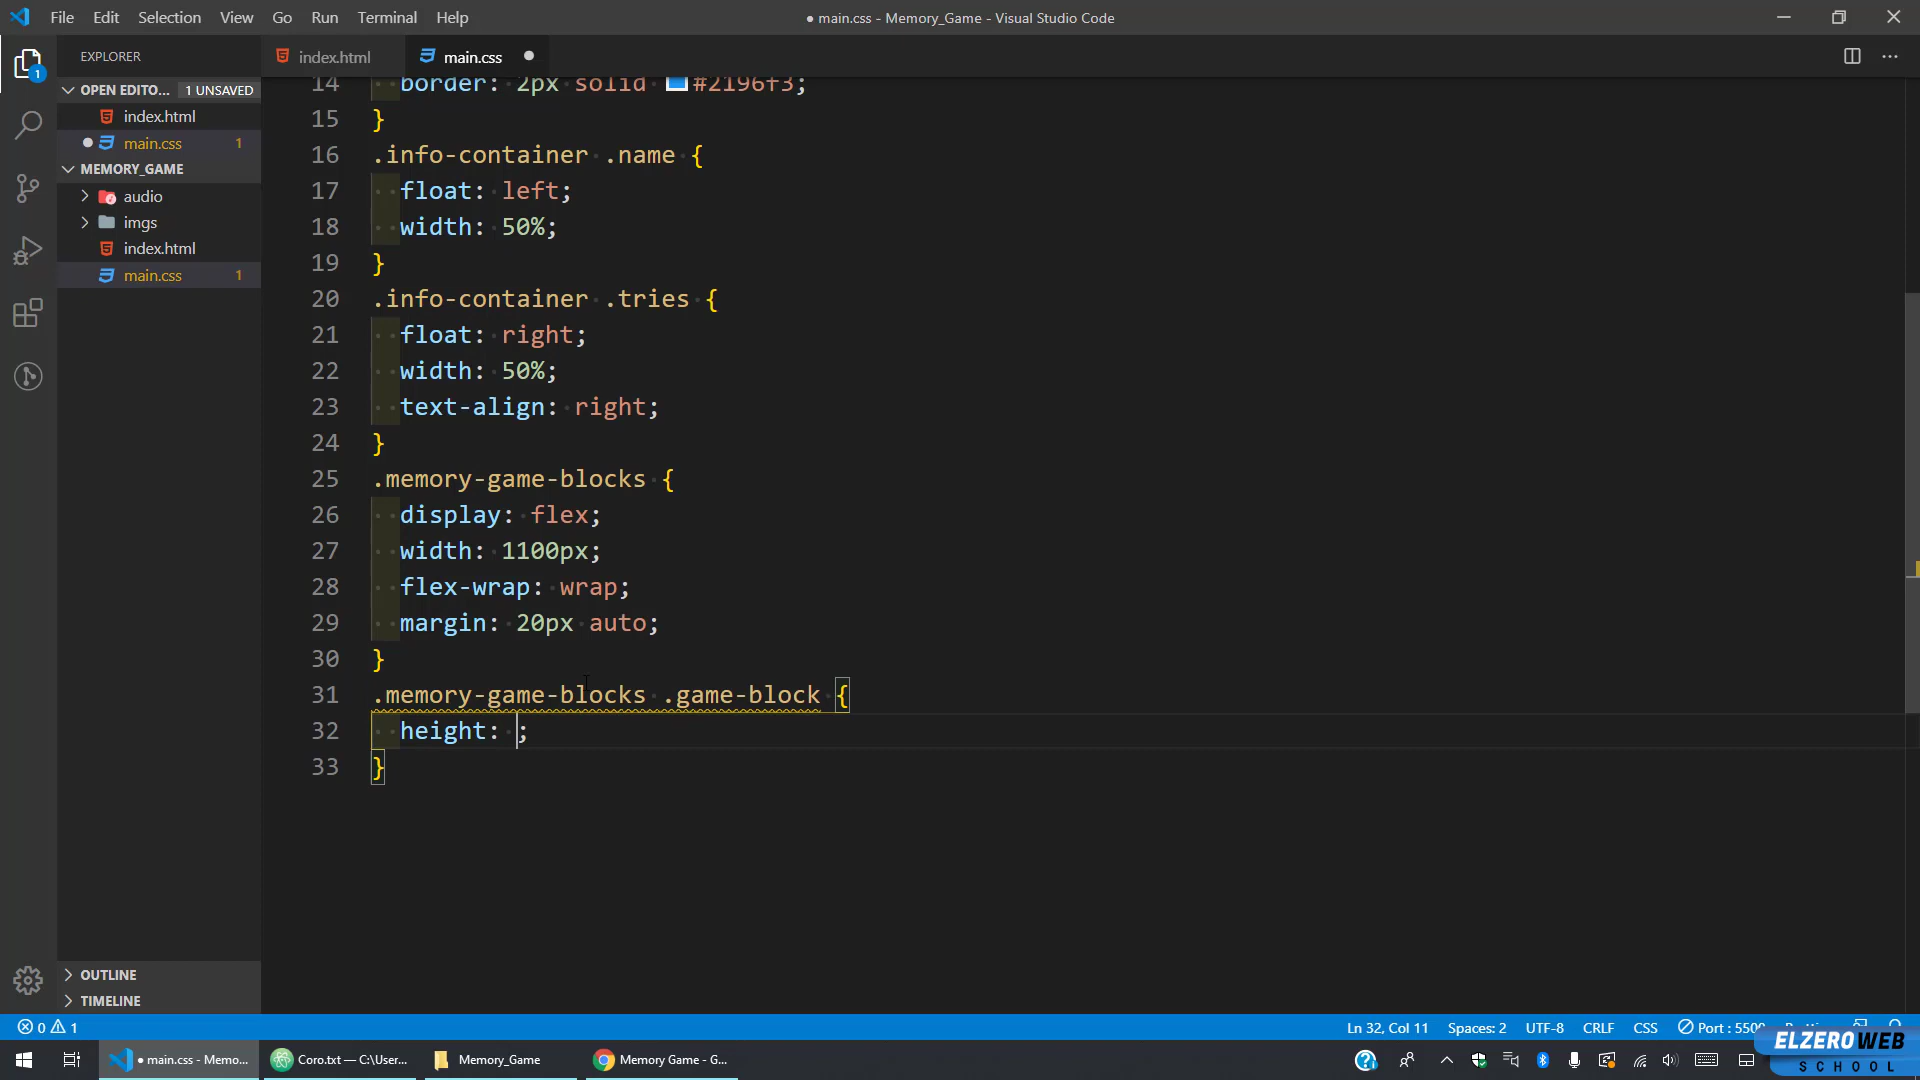 File Edit Selection View Go Run Terminal Help
● main.css - Memory_Game - Visual Studio Code
EXPLORER
index.html
main.css
OPEN EDITO... 1 UNSAVED
index.html
main.css 1
MEMORY_GAME
audio
imgs
index.html
main.css 1
OUTLINE
TIMELINE
1
14 border: 2px solid #2196f3;
15 }
16 .info-container .name {
17 float: left;
18 width: 50%;
19 }
20 .info-container .tries {
21 float: right;
22 width: 50%;
23 text-align: right;
24 }
25 .memory-game-blocks {
26 display: flex;
27 width: 1100px;
28 flex-wrap: wrap;
29 margin: 20px auto;
30 }
31 .memory-game-blocks .game-block {
32 height: ;
33 }
0 1
Ln 32, Col 11 Spaces: 2 UTF-8 CRLF CSS Port : 5500
● main.css - Memo... Coro.txt — C:\User... Memory_Game Memory Game - G...
ELZEROWEB
SCHOOL